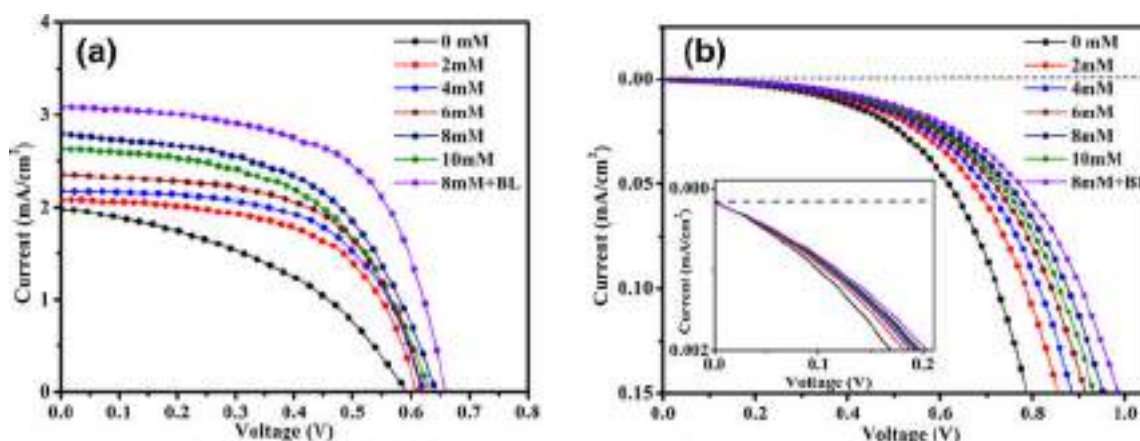 (a)
4
3
2
1
0
0.0 0.1 0.2 0.3 0.4 0.5 0.6 0.7 0.8
Voltage (V)
Current (mA/cm²)
0 mM
2mM
4mM
6mM
8mM
10mM
8mM+BL
(b)
0.00
0.05
0.10
0.15
0.0 0.2 0.4 0.6 0.8 1.0
Voltage (V)
Current (mA/cm²)
0 mM
2mM
4mM
6mM
8mM
10mM
8mM+BL
0.000
0.002
0.0 0.1 0.2
Voltage (V)
Current (mA/cm²)